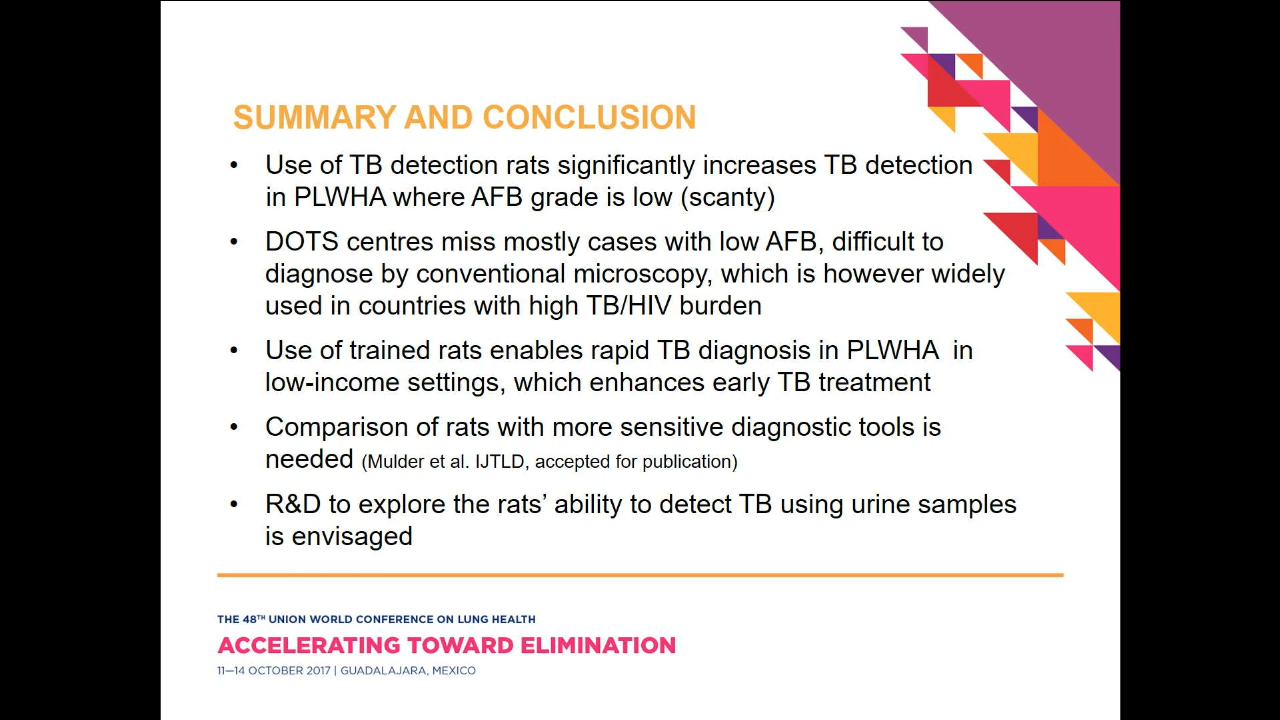 SUMMARY AND CONCLUSION
• Use of TB detection rats significantly increases TB detection
in PLWHA where AFB grade is low (scanty)
• DOTS centres miss mostly cases with low AFB, difficult to
diagnose by conventional microscopy, which is however widely
used in countries with high TB/HIV burden
• Use of trained rats enables rapid TB diagnosis in PLWHA  in
low-income settings, which enhances early TB treatment
• Comparison of rats with more sensitive diagnostic tools is
needed (Mulder et al. IJTLD, accepted for publication)
• R&D to explore the rats’ ability to detect TB using urine samples
is envisaged
THE 48TH UNION WORLD CONFERENCE ON LUNG HEALTH
ACCELERATING TOWARD ELIMINATION
11—14 OCTOBER 2017 | GUADALAJARA, MEXICO